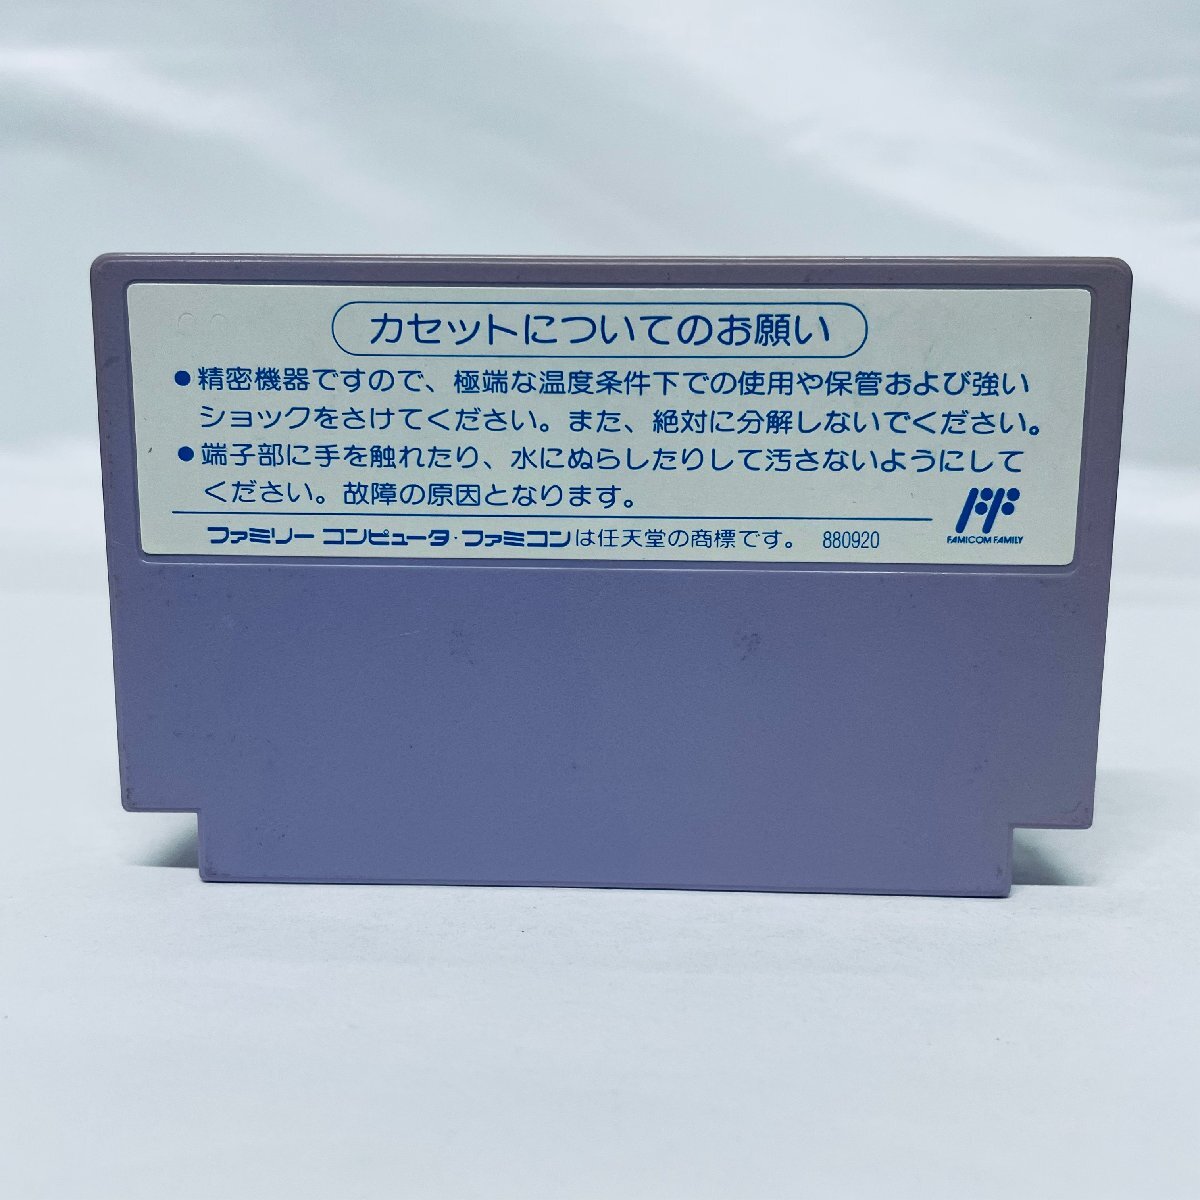 カセットについてのお願い
●精密機器ですので、極端な温度条件下での使用や保管および強い
ショックをさけてください。また、絶対に分解しないでください。
●端子部に手を触れたり、水にぬらしたりして汚さないようにして
ください。故障の原因となります。
ファミリー コンピュータ・ファミコンは任天堂の商標です。 880920
FAMICOM FAMILY